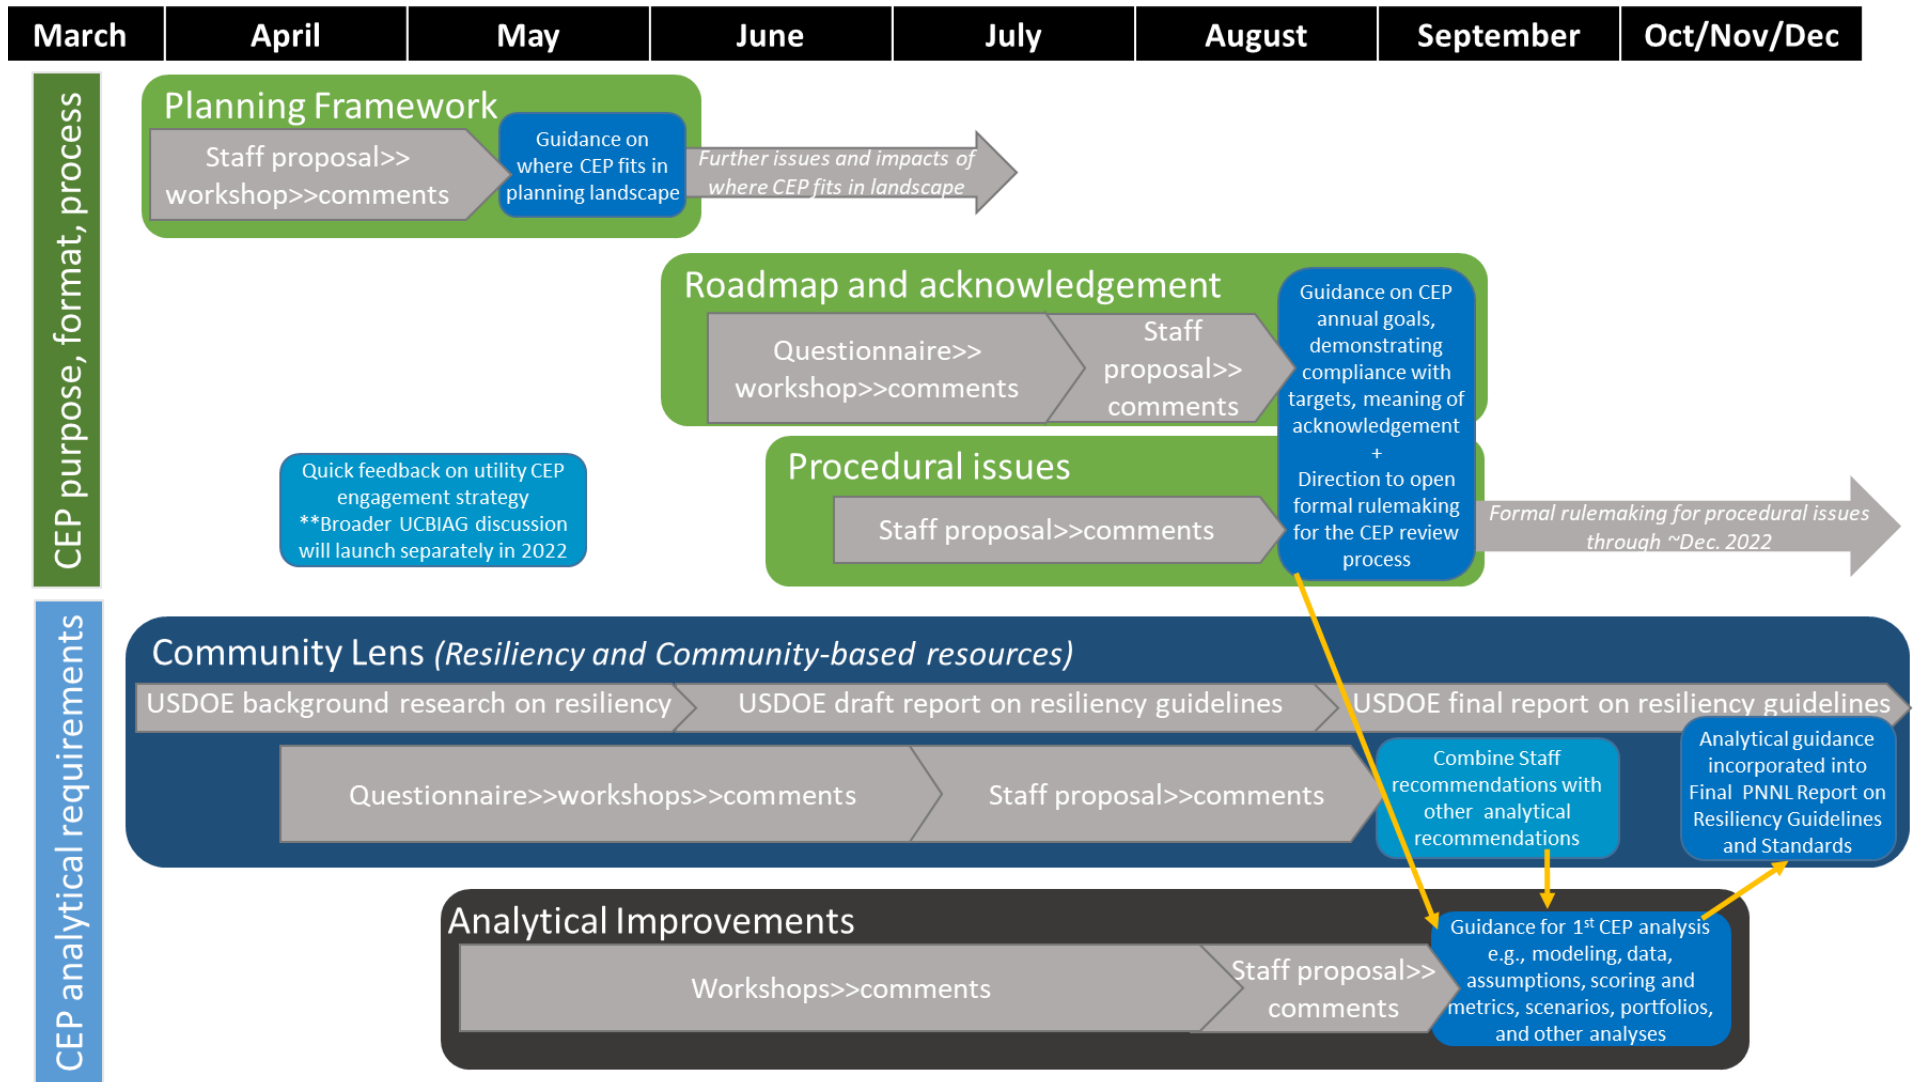 March
April
May
June
July
August
September
Oct/Nov/Dec
CEP purpose, format, process
Planning Framework
Staff proposal>>
workshop>>comments
Guidance on
where CEP fits in
planning landscape
Further issues and impacts of
where CEP fits in landscape
Roadmap and acknowledgement
Questionnaire>>
workshop>>comments
Staff
proposal>>
comments
Guidance on CEP
annual goals,
demonstrating
compliance with
targets, meaning of
acknowledgement
+
Direction to open
formal rulemaking
for the CEP review
process
Quick feedback on utility CEP
engagement strategy
**Broader UCBIAG discussion
will launch separately in 2022
Procedural issues
Staff proposal>>comments
Formal rulemaking for procedural issues
through ~Dec. 2022
CEP analytical requirements
Community Lens (Resiliency and Community-based resources)
USDOE background research on resiliency
USDOE draft report on resiliency guidelines
USDOE final report on resiliency guidelines
Questionnaire>>workshops>>comments
Staff proposal>>comments
Combine Staff
recommendations with
other analytical
recommendations
Analytical guidance
incorporated into
Final PNNL Report on
Resiliency Guidelines
and Standards
Analytical Improvements
Workshops>>comments
Staff proposal>>
comments
Guidance for 1st CEP analysis
e.g., modeling, data,
assumptions, scoring and
metrics, scenarios, portfolios,
and other analyses